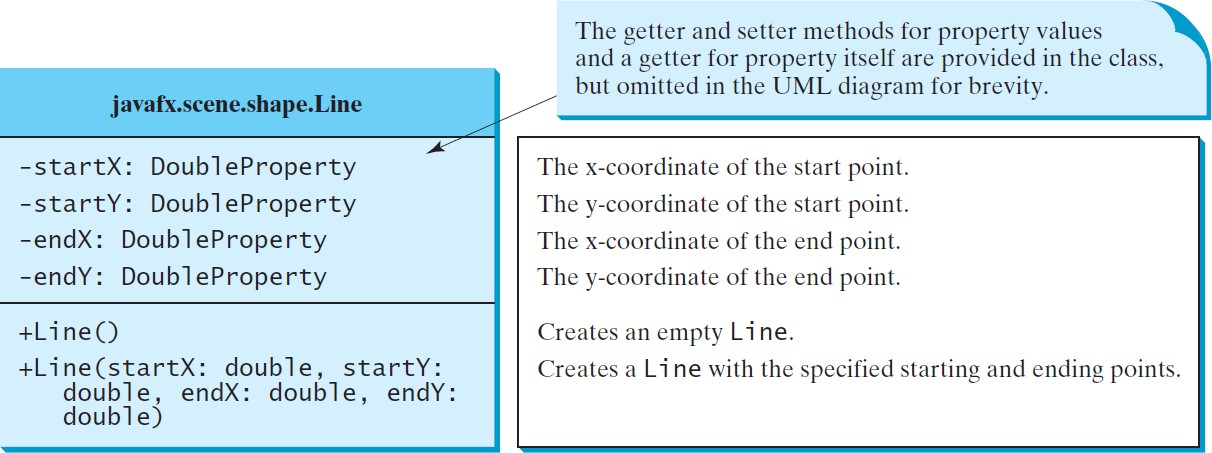 The getter and setter methods for property values
and a getter for property itself are provided in the class,
but omitted in the UML diagram for brevity.
javafx.scene.shape.Line
-startX: DoubleProperty
-startY: DoubleProperty
-endX: DoubleProperty
-endY: DoubleProperty
The x-coordinate of the start point.
The y-coordinate of the start point.
The x-coordinate of the end point.
The y-coordinate of the end point.
+Line()
+Line(startX: double, startY:
double, endX: double, endY:
double)
Creates an empty Line.
Creates a Line with the specified starting and ending points.